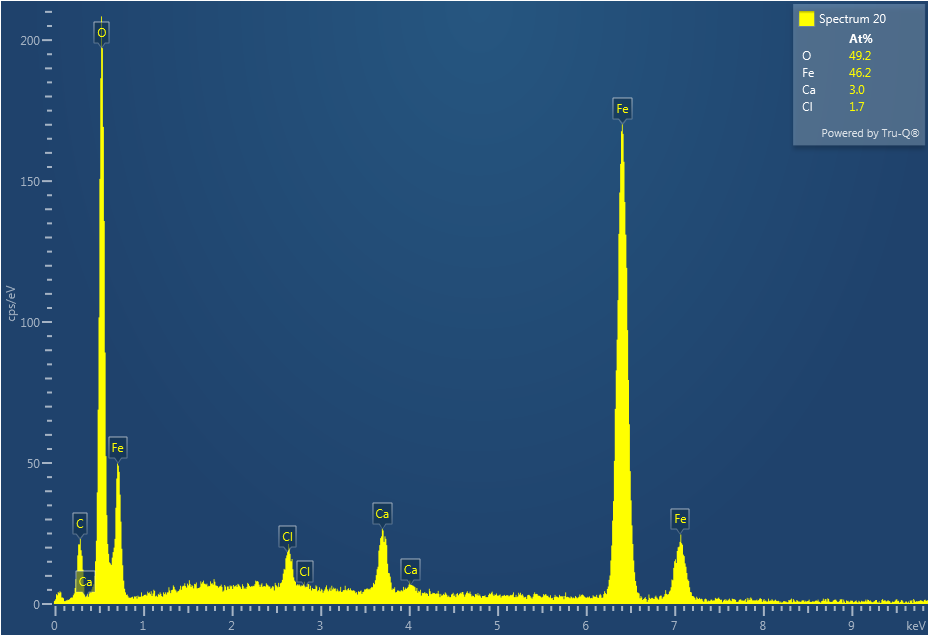 Spectrum 20
At%
O 49.2
Fe 46.2
Ca 3.0
Cl 1.7
Powered by Tru-Q®
200
150
100
50
0
cps/eV
O
Fe
C
Ca
Cl
Cl
Ca
Ca
Fe
Fe
0 1 2 3 4 5 6 7 8 9 keV